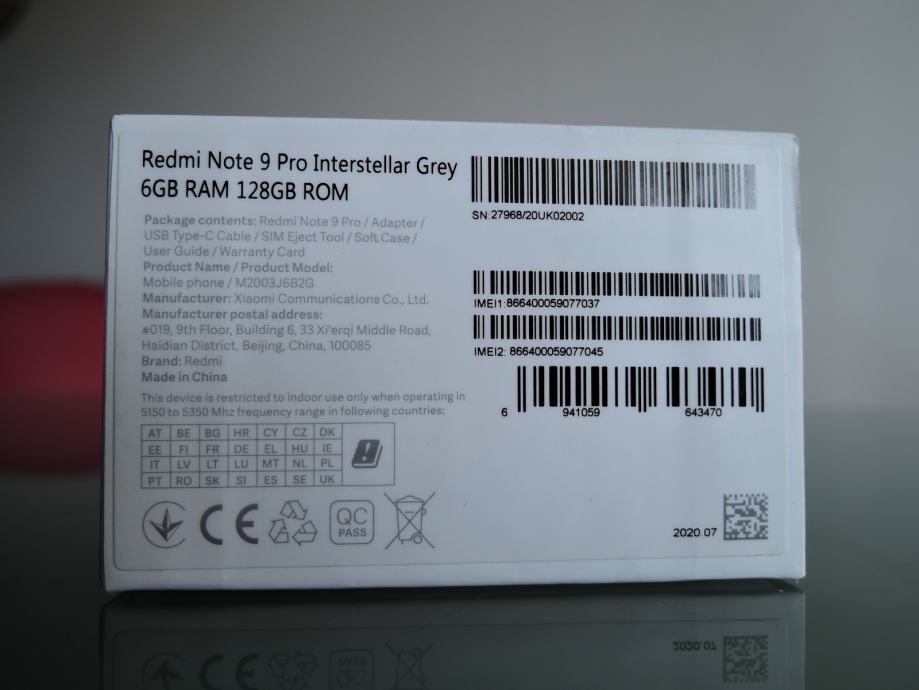 Redmi Note 9 Pro Interstellar Grey
6GB RAM 128GB ROM
Package contents: Redmi Note 9 Pro / Adapter /
USB Type-C Cable / SIM Eject Tool / Soft Case /
User Guide / Warranty Card
Product Name / Product Model:
Mobile phone / M2003J6B2G
Manufacturer: Xiaomi Communications Co., Ltd.
Manufacturer postal address:
#019, 9th Floor, Building 6, 33 Xi'erqi Middle Road,
Haidian District, Beijing, China, 100085
Brand: Redmi
Made in China
This device is restricted to indoor use only when operating in
5150 to 5350 Mhz frequency range in following countries:
AT BE BG HR CY CZ DK
EE FI FR DE EL HU IE
IT LV LT LU MT NL PL
PT RO SK SI ES SE UK
CE
QC
PASS
SN:27968/20UK02002
IMEI1:866400059077037
IMEI2: 866400059077045
6 941059 643470
2020.07